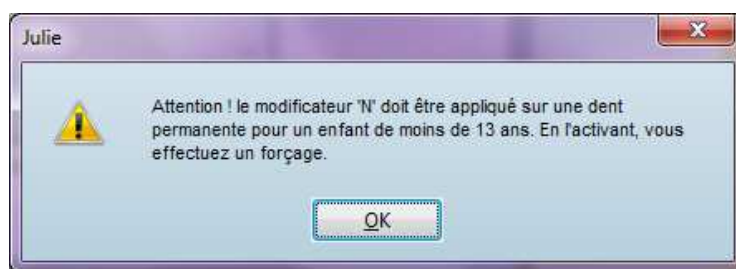 Julie
Attention ! le modificateur 'N' doit être appliqué sur une dent
permanente pour un enfant de moins de 13 ans. En l'activant, vous
effectuez un forçage.
OK